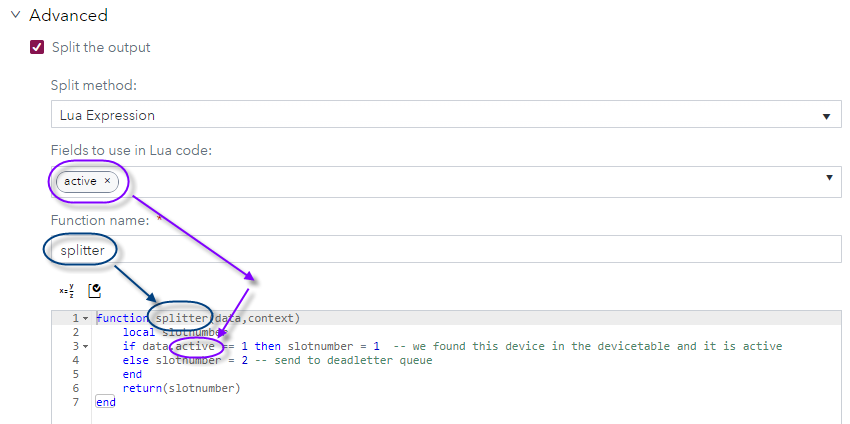 Advanced
Split the output
Split method:
Lua Expression
Fields to use in Lua code:
active ×
Function name: *
splitter
x=y/z
1 function splitter(data,context)
2 local slotnumber
3 if data.active == 1 then slotnumber = 1 -- we found this device in the devicetable and it is active
4 else slotnumber = 2 -- send to deadletter queue
5 end
6 return(slotnumber)
7 end